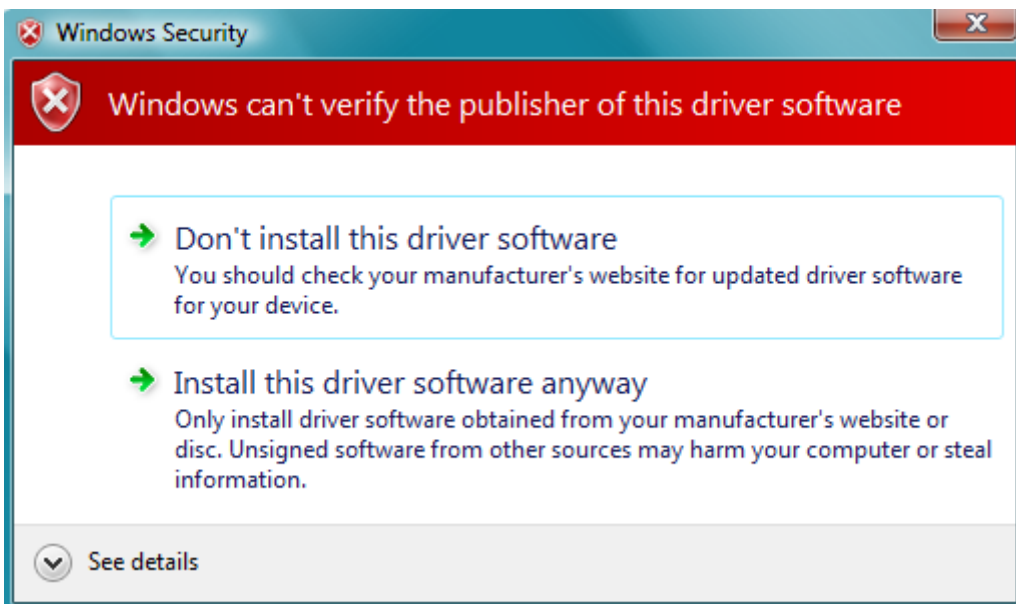 Windows Security
Windows can't verify the publisher of this driver software
Don't install this driver software
You should check your manufacturer's website for updated driver software
for your device.
Install this driver software anyway
Only install driver software obtained from your manufacturer's website or
disc. Unsigned software from other sources may harm your computer or steal
information.
See details